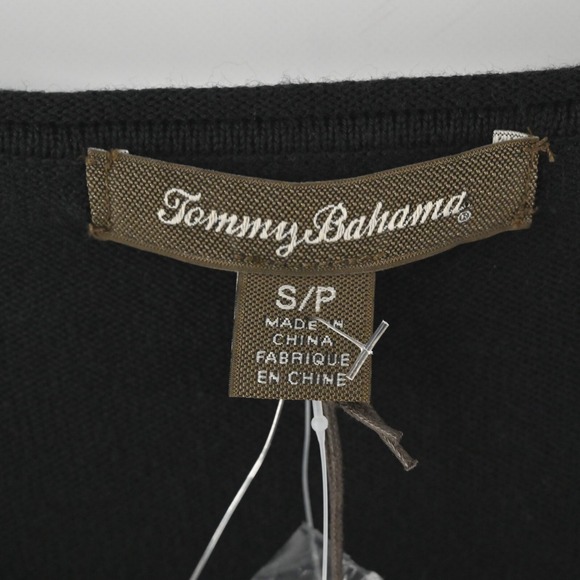 Tommy Bahama®
S/P
MADE IN
CHINA
FABRIQUE
EN CHINE